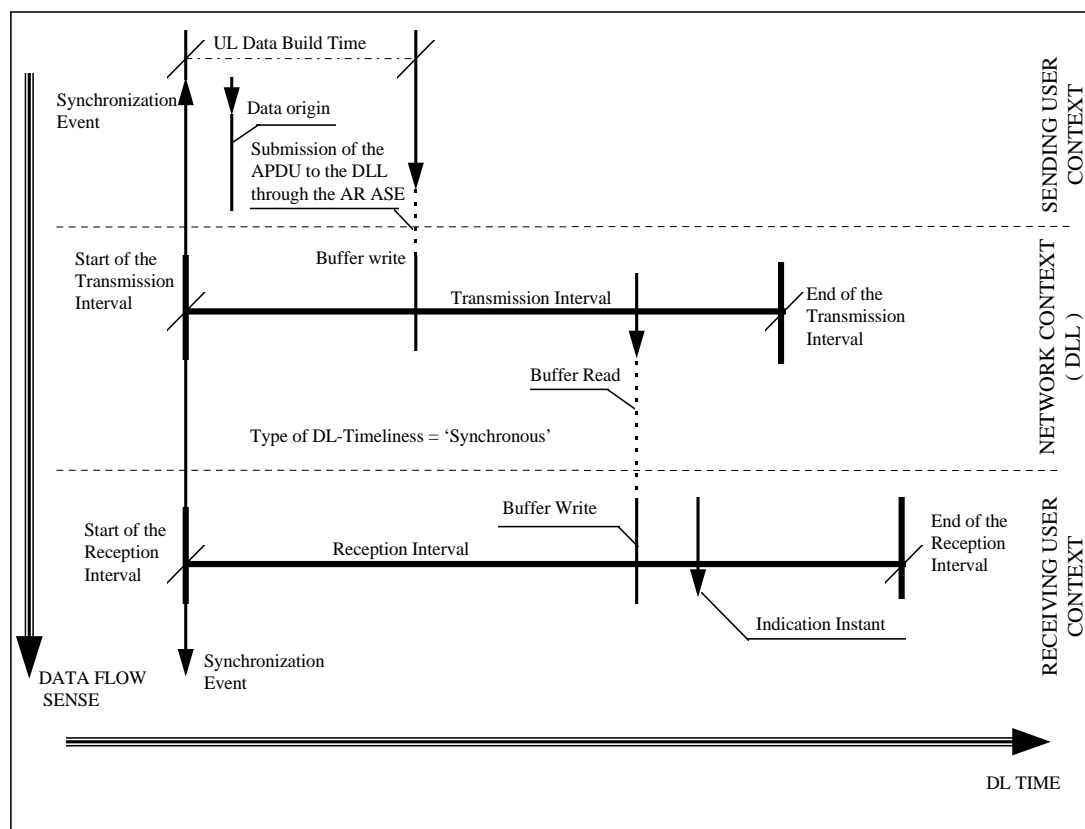 UL Data Build Time
Synchronization
Event
Data origin
Submission of the
APDU to the DLL
through the AR ASE
SENDING USER
CONTEXT
Start of the
Transmission
Interval
Buffer write
Transmission Interval
End of the
Transmission
Interval
Buffer Read
Type of DL-Timeliness = ‘Synchronous’
NETWORK CONTEXT
( DLL )
Start of the
Reception
Interval
Buffer Write
Reception Interval
End of the
Reception
Interval
Indication Instant
RECEIVING USER
CONTEXT
Synchronization
Event
DATA FLOW
SENSE
DL TIME